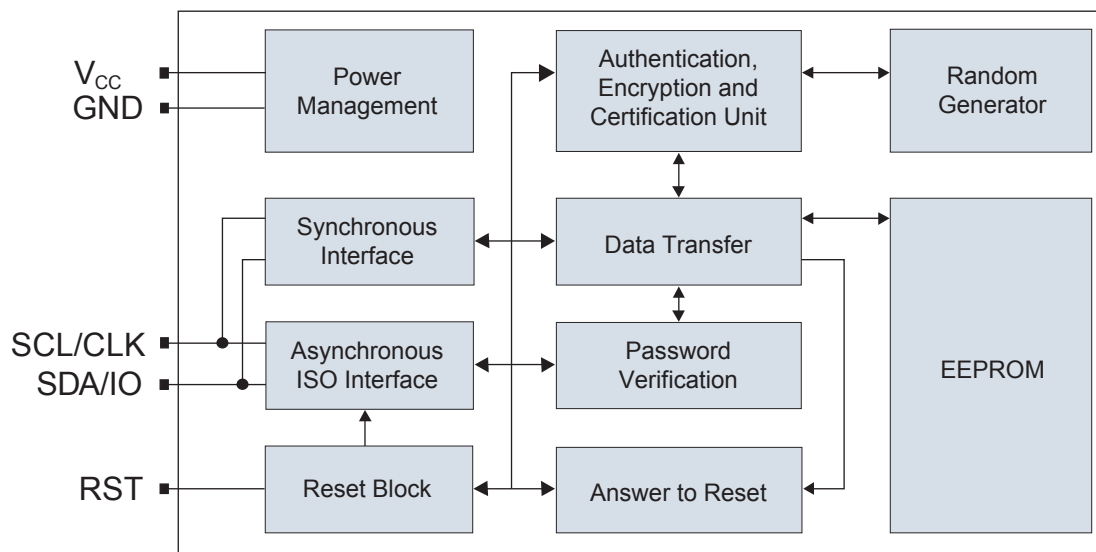 V_CC
GND
Power
Management
Authentication,
Encryption and
Certification Unit
Random
Generator
Synchronous
Interface
Data Transfer
SCL/CLK
SDA/IO
Asynchronous
ISO Interface
Password
Verification
EEPROM
RST
Reset Block
Answer to Reset